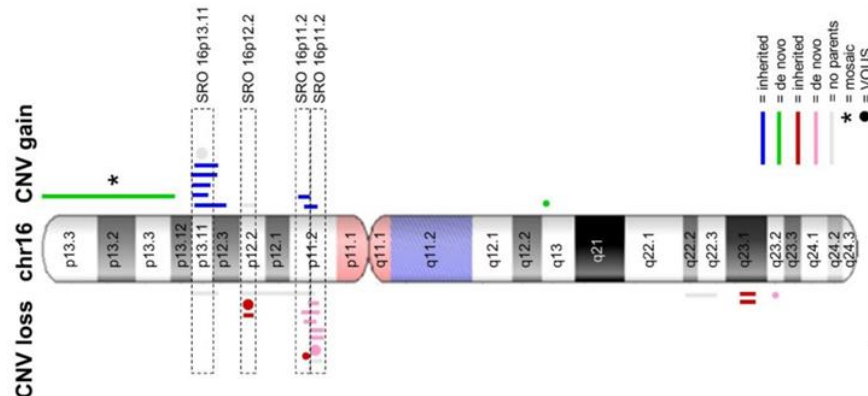 SRO 16p13.11
SRO 16p12.2
SRO 16p11.2
SRO 16p11.2
CNV gain
chr16
CNV loss
p13.3
p13.2
p13.3
p13.12
p13.11
p12.3
p12.2
p12.1
p11.2
p11.1
q11.1
q11.2
q12.1
q12.2
q13
q21
q22.1
q22.2
q22.3
q23.1
q23.2
q23.3
q24.1
q24.2
q24.3
*
= inherited
= de novo
= inherited
= de novo
= no parents
* = mosaic
● = VOUS